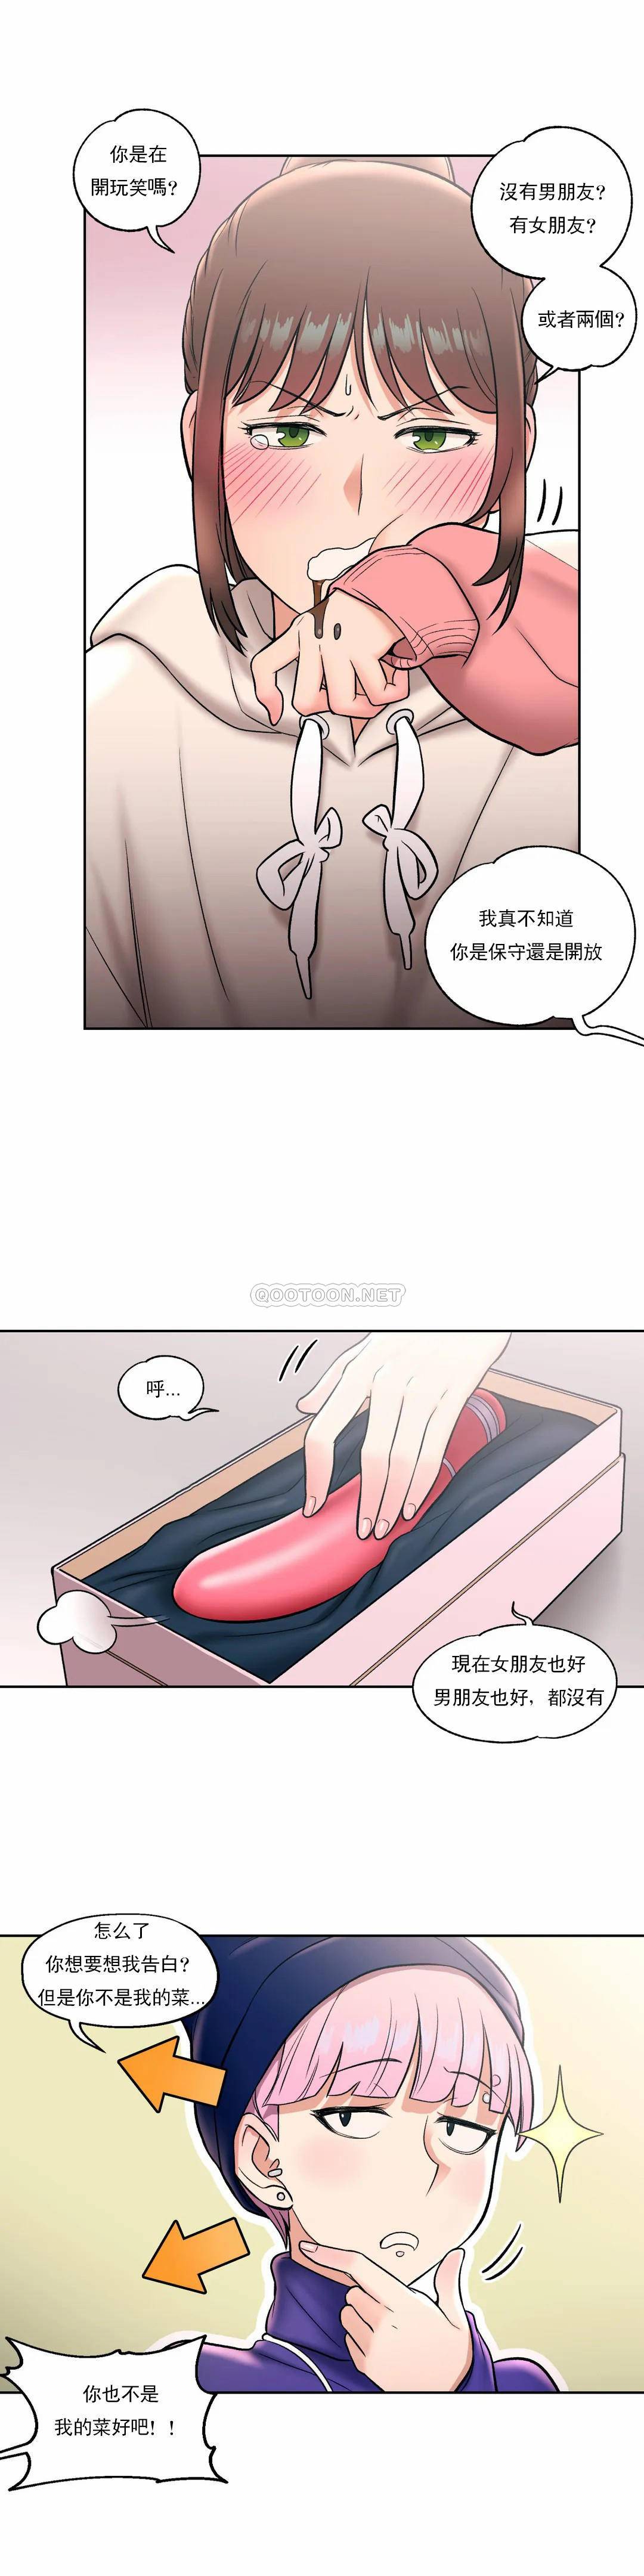 你是在
開玩笑嗎?
沒有男朋友?
有女朋友?
或者兩個?
我真不知道
你是保守還是開放
QOOTOON.NET
呼...
現在女朋友也好
男朋友也好，都沒有
怎么了
你想要想我告白?
但是你不是我的菜...
你也不是
我的菜好吧！！